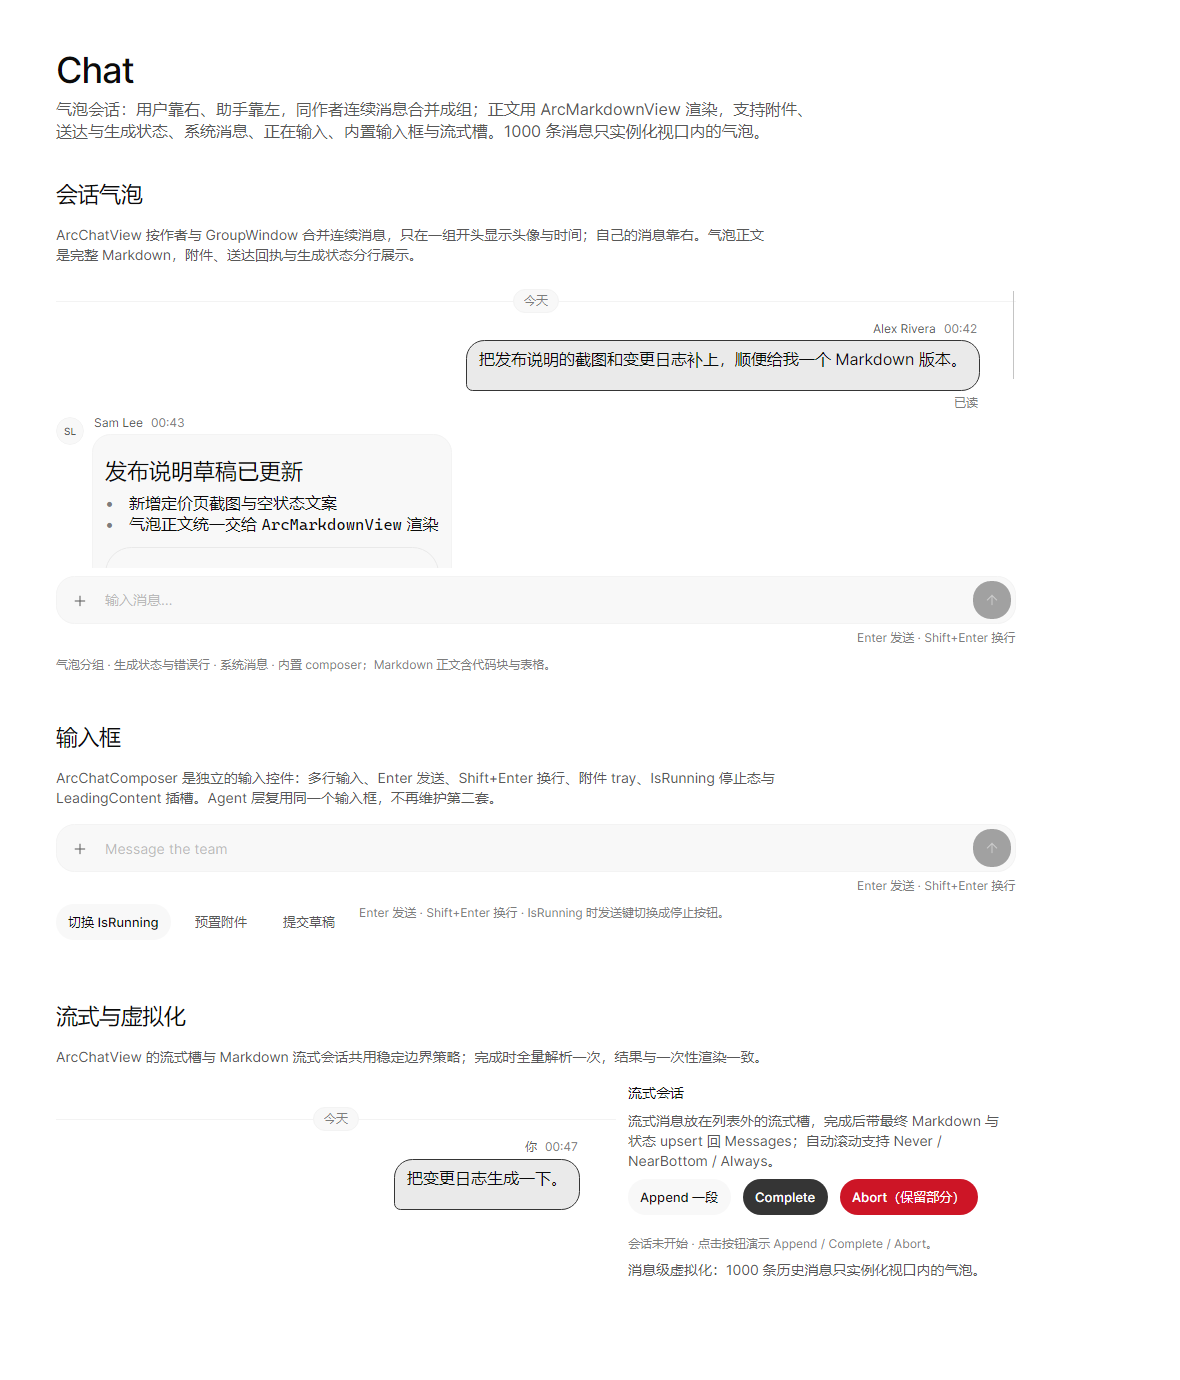 Chat
气泡会话：用户靠右、助手靠左，同作者连续消息合并成组；正文用 ArcMarkdownView 渲染，支持附件、
送达与生成状态、系统消息、正在输入、内置输入框与流式槽。1000 条消息只实例化视口内的气泡。
会话气泡
ArcChatView 按作者与 GroupWindow 合并连续消息，只在一组开头显示头像与时间；自己的消息靠右。气泡正文
是完整 Markdown，附件、送达回执与生成状态分行展示。
今天
Alex Rivera 00:42
把发布说明的截图和变更日志补上，顺便给我一个 Markdown 版本。
已读
SL
Sam Lee 00:43
发布说明草稿已更新
• 新增定价页截图与空状态文案
• 气泡正文统一交给 ArcMarkdownView 渲染
输入消息...
Enter 发送 · Shift+Enter 换行
气泡分组 · 生成状态与错误行 · 系统消息 · 内置 composer；Markdown 正文含代码块与表格。
输入框
ArcChatComposer 是独立的输入控件：多行输入、Enter 发送、Shift+Enter 换行、附件 tray、IsRunning 停止态与
LeadingContent 插槽。Agent 层复用同一个输入框，不再维护第二套。
Message the team
Enter 发送 · Shift+Enter 换行
切换 IsRunning 预置附件 提交草稿 Enter 发送 · Shift+Enter 换行 · IsRunning 时发送键切换成停止按钮。
流式与虚拟化
ArcChatView 的流式槽与 Markdown 流式会话共用稳定边界策略；完成时全量解析一次，结果与一次性渲染一致。
今天
你 00:47
把变更日志生成一下。
流式会话
流式消息放在列表外的流式槽，完成后带最终 Markdown 与
状态 upsert 回 Messages；自动滚动支持 Never /
NearBottom / Always。
Append 一段 Complete Abort（保留部分）
会话未开始 · 点击按钮演示 Append / Complete / Abort。
消息级虚拟化：1000 条历史消息只实例化视口内的气泡。